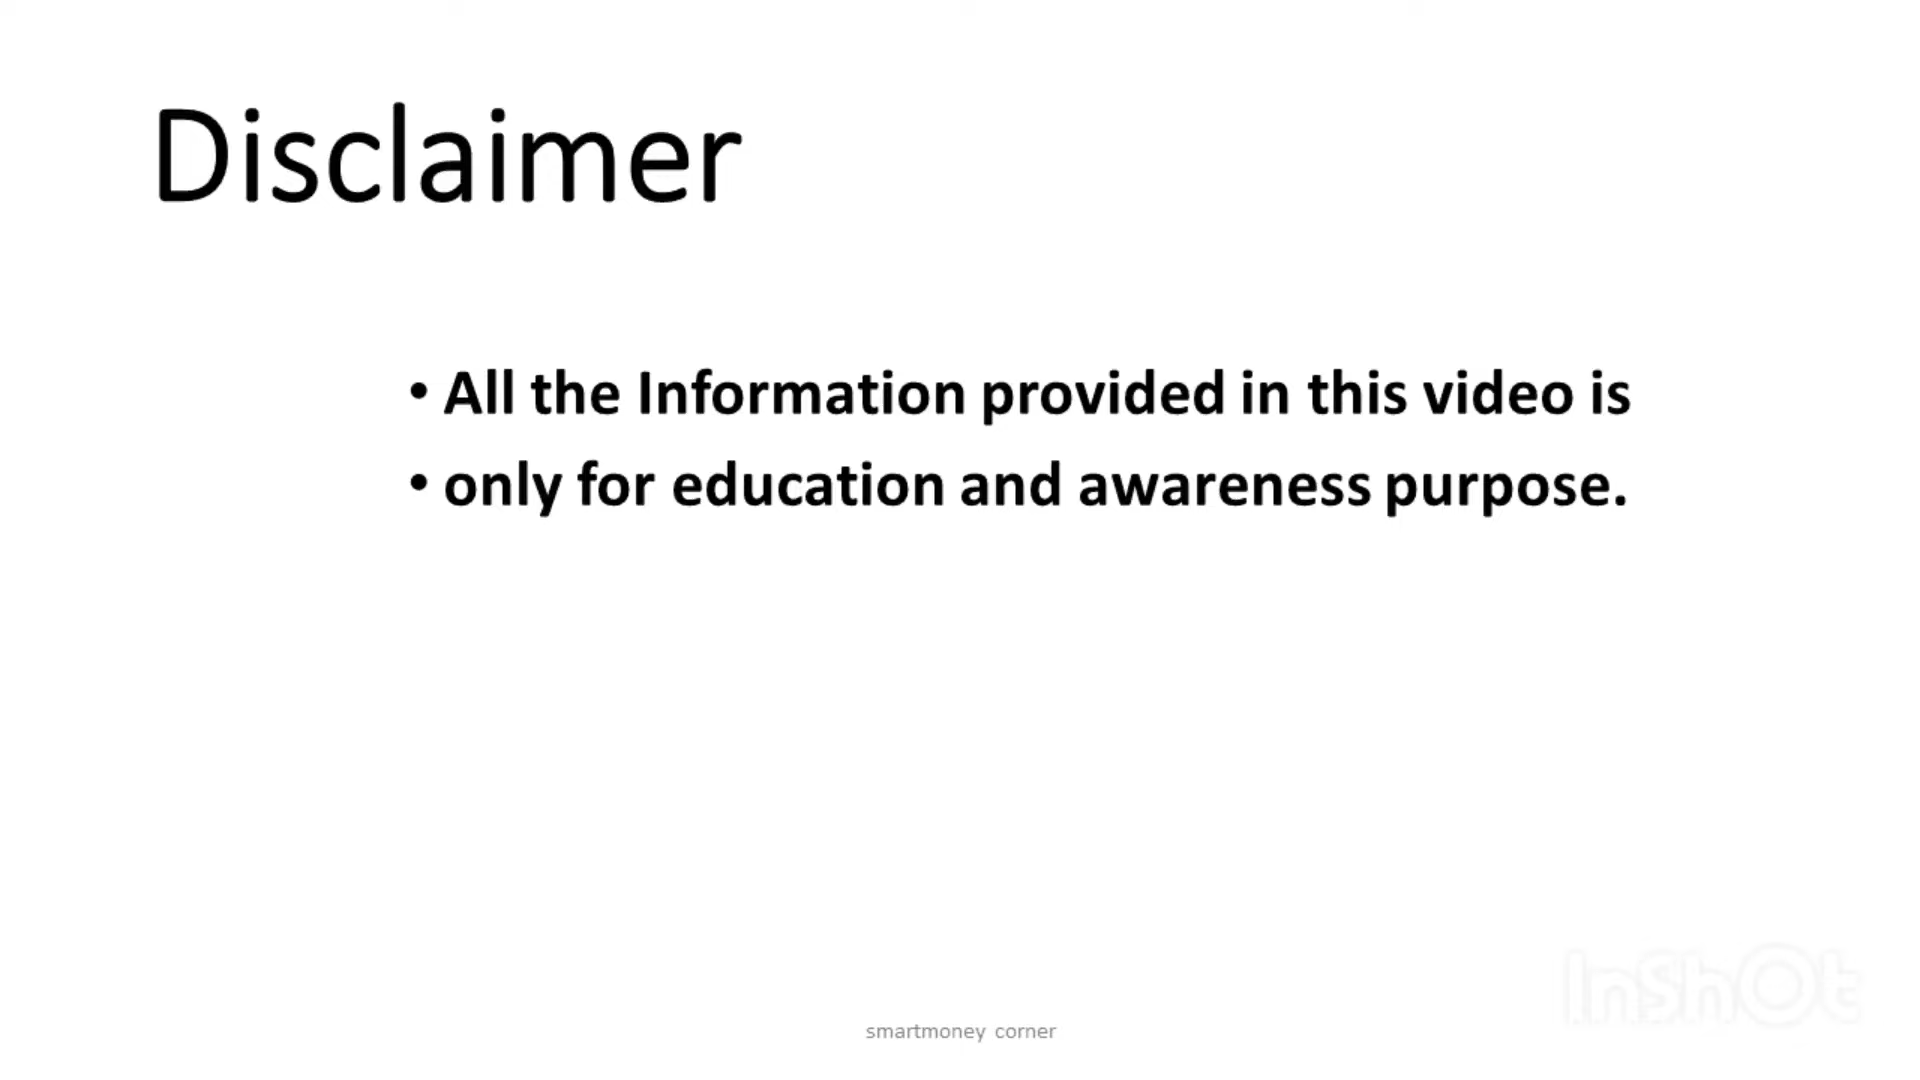 Disclaimer
• All the Information provided in this video is
• only for education and awareness purpose.
InShOt
smartmoney corner